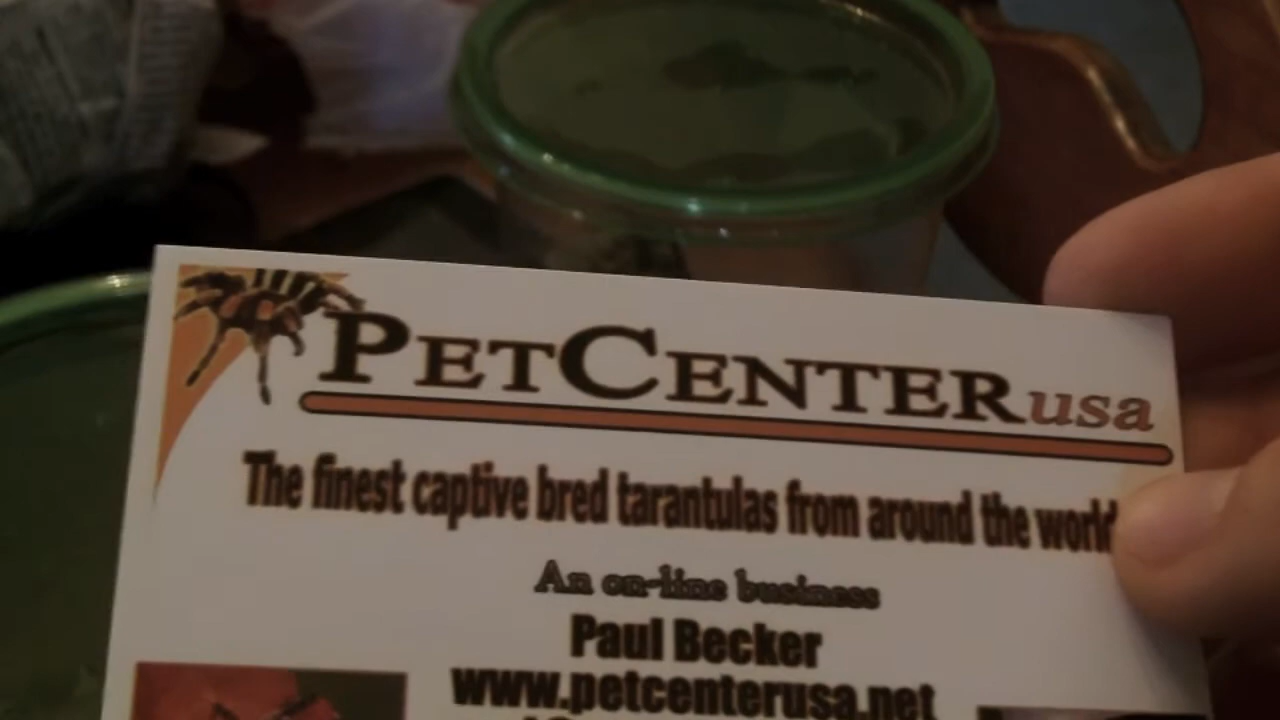 PETCENTERusa
The finest captive bred tarantulas from around the world
An on-line business
Paul Becker
www.petcenterusa.net